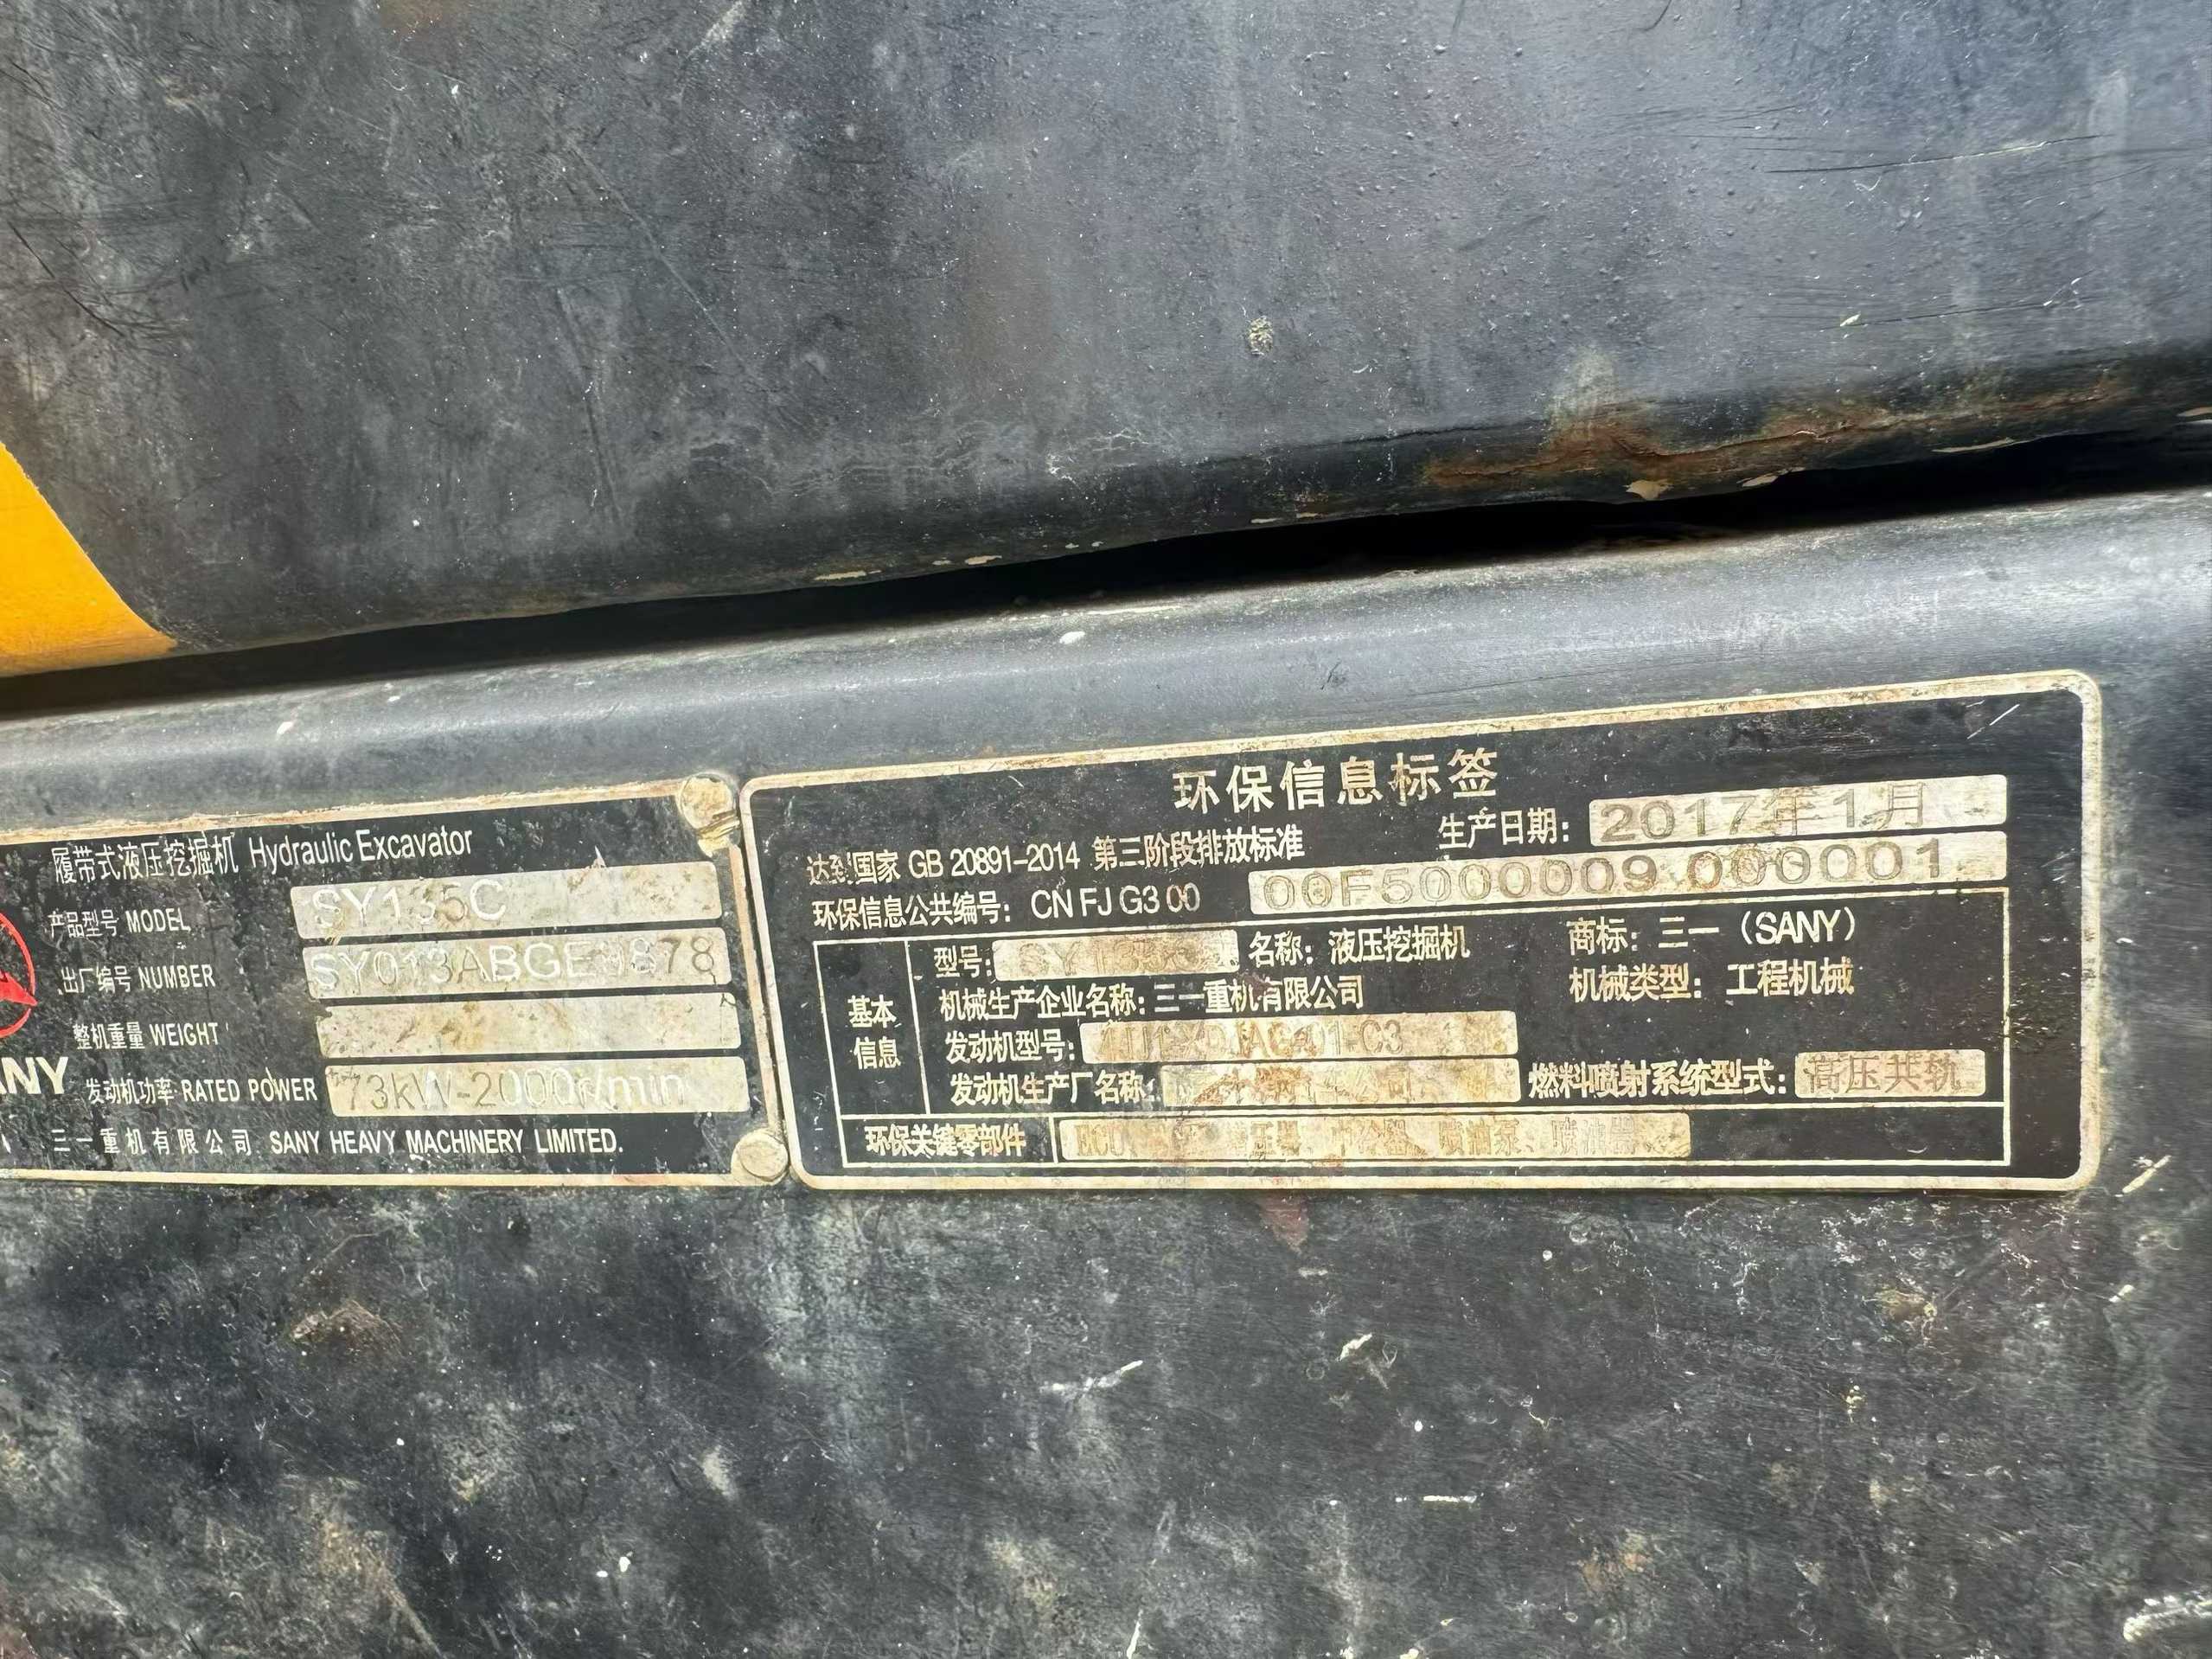 履带式液压挖掘机 Hydraulic Excavator
产品型号 MODEL SY135C
出厂编号 NUMBER
整机重量 WEIGHT
发动机功率 RATED POWER 73kW-2000r/min
ANY
三一重机有限公司 SANY HEAVY MACHINERY LIMITED.
环保信息标签
生产日期: 2017年1月
达到国家 GB 20891-2014 第三阶段排放标准
环保信息公共编号: CN FJ G3 00 00F5000009 000001
基本信息
型号: 名称: 液压挖掘机 商标: 三一 (SANY)
机械生产企业名称: 三一重机有限公司 机械类型: 工程机械
发动机型号:
发动机生产厂名称: 燃料喷射系统型式: 高压共轨
环保关键零部件 喷油泵、喷油器